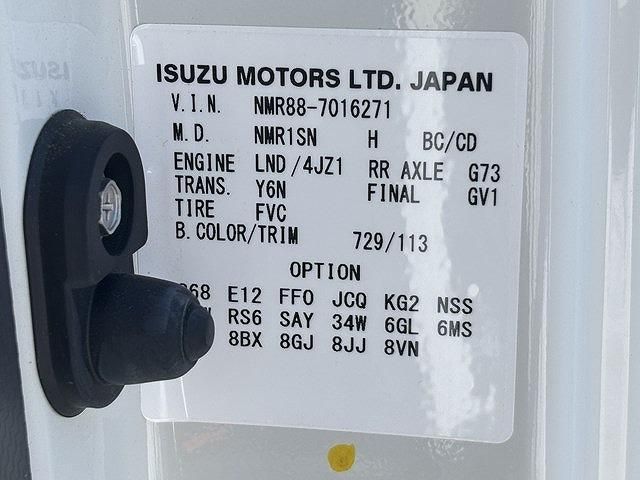 ISUZU MOTORS LTD. JAPAN
V.I.N. NMR88-7016271
M.D. NMR1SN H BC/CD
ENGINE LND/4JZ1 RR AXLE G73
TRANS. Y6N FINAL GV1
TIRE FVC
B.COLOR/TRIM 729/113
OPTION
E12 FFO JCQ KG2 NSS
RS6 SAY 34W 6GL 6MS
8BX 8GJ 8JJ 8VN